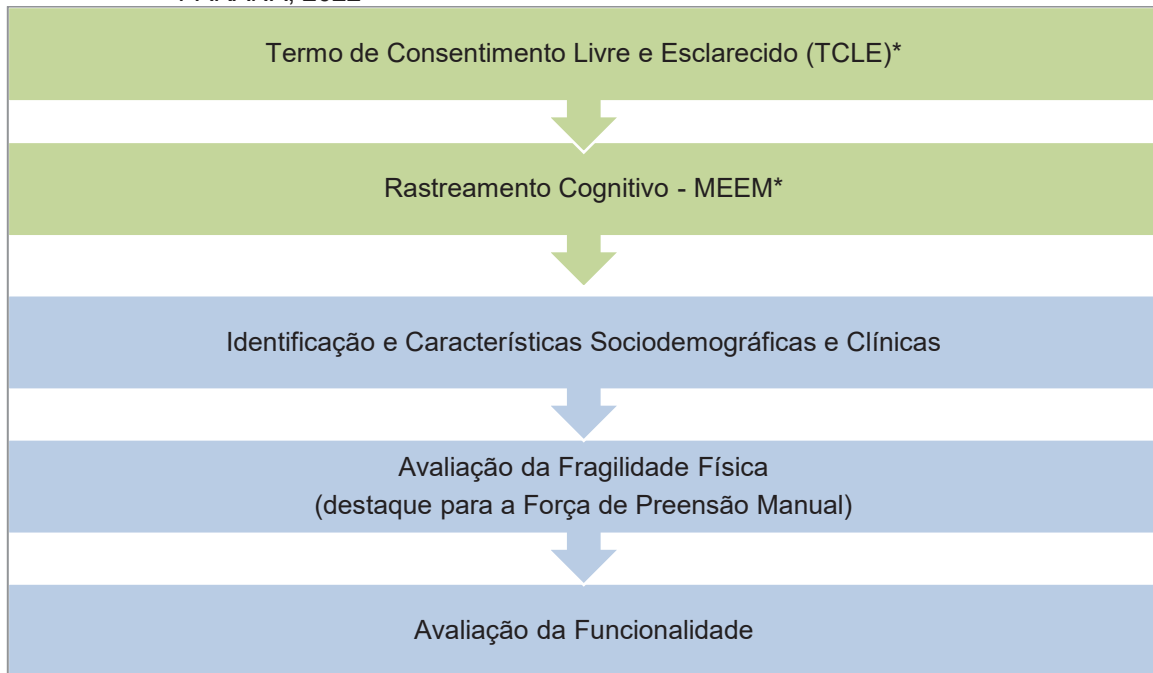 Termo de Consentimento Livre e Esclarecido (TCLE)*
Rastreamento Cognitivo - MEEM*
Identificação e Características Sociodemográficas e Clínicas
Avaliação da Fragilidade Física
(destaque para a Força de Preensão Manual)
Avaliação da Funcionalidade